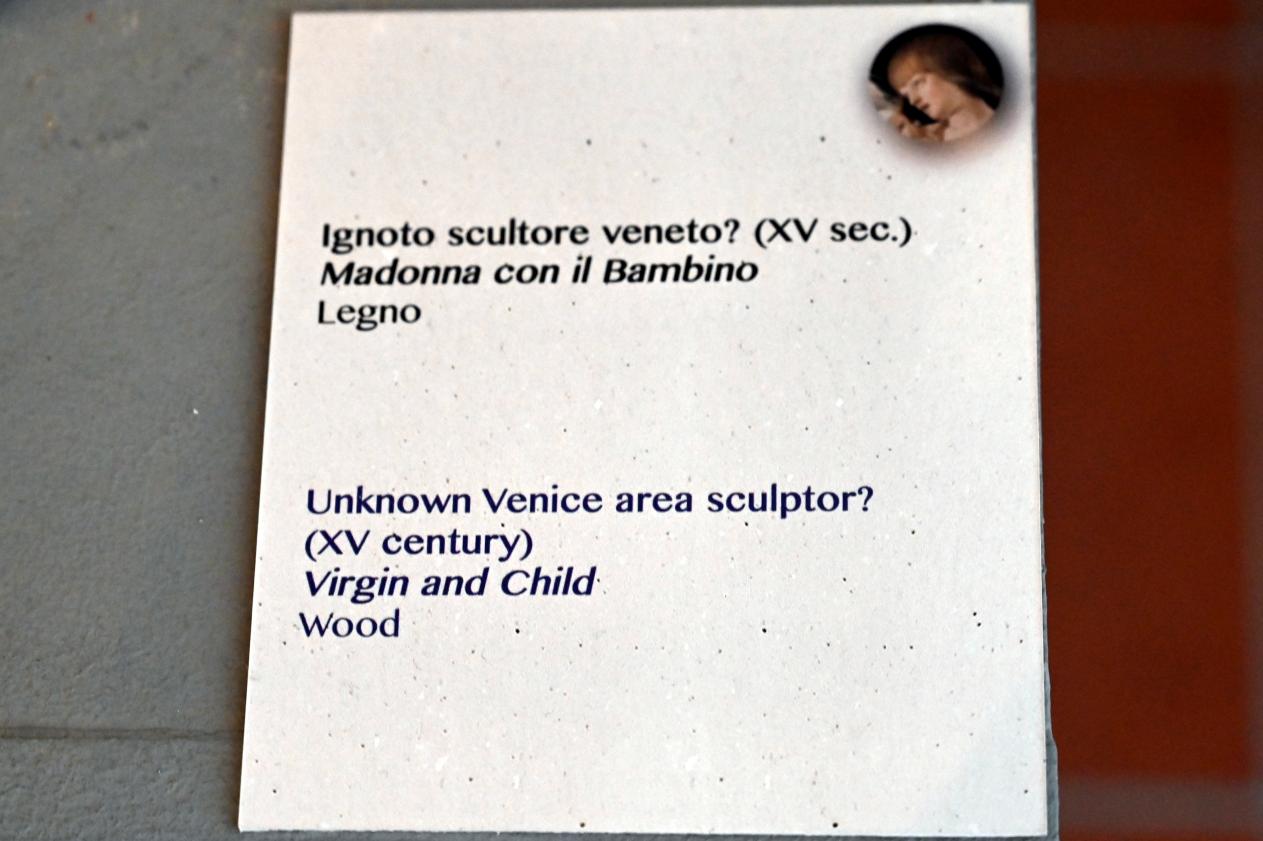 Ignoto scultore veneto? (XV sec.)
Madonna con il Bambino
Legno
Unknown Venice area sculptor?
(XV century)
Virgin and Child
Wood